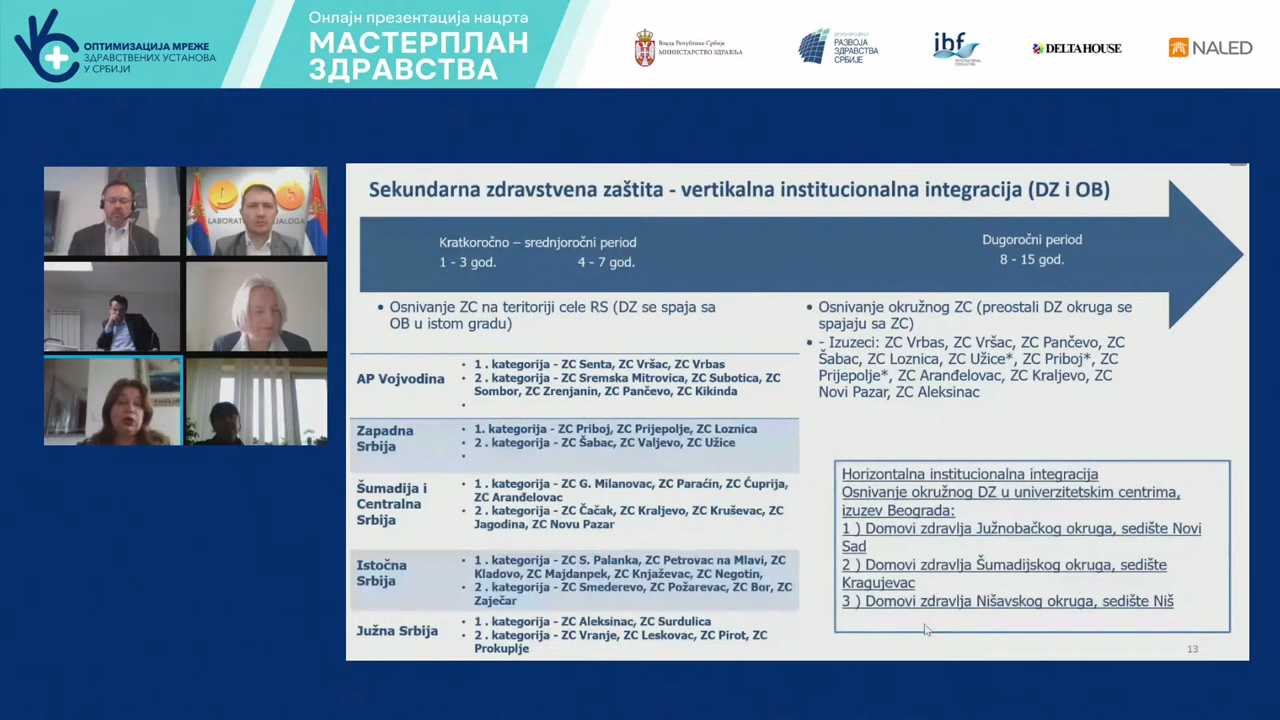 ОПТИМИЗАЦИЈА МРЕЖЕ
ЗДРАВСТВЕНИХ УСТАНОВА
У СРБИЈИ
Онлајн презентација нацрта
МАСТЕРПЛАН
ЗДРАВСТВА
Влада Републике Србије
МИНИСТАРСТВО ЗДРАВЉА
РАЗВОЈА
ЗДРАВСТВА
СРБИЈЕ
ibf
DELTA HOUSE
NALED
LABORATO JALOGA
Sekundarna zdravstvena zaštita - vertikalna institucionalna integracija (DZ i OB)
Kratkoročno – srednjoročni period
1 - 3 god. 4 - 7 god.
Dugoročni period
8 - 15 god.
• Osnivanje ZC na teritoriji cele RS (DZ se spaja sa
OB u istom gradu)
AP Vojvodina
• 1 . kategorija - ZC Senta, ZC Vršac, ZC Vrbas
• 2 . kategorija - ZC Sremska Mitrovica, ZC Subotica, ZC
Sombor, ZC Zrenjanin, ZC Pančevo, ZC Kikinda
•
Zapadna
Srbija
• 1. kategorija - ZC Priboj, ZC Prijepolje, ZC Loznica
• 2 . kategorija - ZC Šabac, ZC Valjevo, ZC Užice
•
Šumadija i
Centralna
Srbija
• 1 . kategorija - ZC G. Milanovac, ZC Paraćin, ZC Ćuprija,
ZC Aranđelovac
• 2 . kategorija - ZC Čačak, ZC Kraljevo, ZC Kruševac, ZC
Jagodina, ZC Novu Pazar
Istočna
Srbija
• 1 . kategorija - ZC S. Palanka, ZC Petrovac na Mlavi, ZC
Kladovo, ZC Majdanpek, ZC Knjaževac, ZC Negotin,
• 2 . kategorija - ZC Smederevo, ZC Požarevac, ZC Bor, ZC
Zaječar
Južna Srbija
• 1 . kategorija - ZC Aleksinac, ZC Surdulica
• 2 . kategorija - ZC Vranje, ZC Leskovac, ZC Pirot, ZC
Prokuplje
• Osnivanje okružnog ZC (preostali DZ okruga se
spajaju sa ZC)
• - Izuzeci: ZC Vrbas, ZC Vršac, ZC Pančevo, ZC
Šabac, ZC Loznica, ZC Užice*, ZC Priboj*, ZC
Prijepolje*, ZC Aranđelovac, ZC Kraljevo, ZC
Novi Pazar, ZC Aleksinac
Horizontalna institucionalna integracija
Osnivanje okružnog DZ u univerzitetskim centrima,
izuzev Beograda:
1 ) Domovi zdravlja Južnobačkog okruga, sedište Novi
Sad
2 ) Domovi zdravlja Šumadijskog okruga, sedište
Kragujevac
3 ) Domovi zdravlja Nišavskog okruga, sedište Niš
13